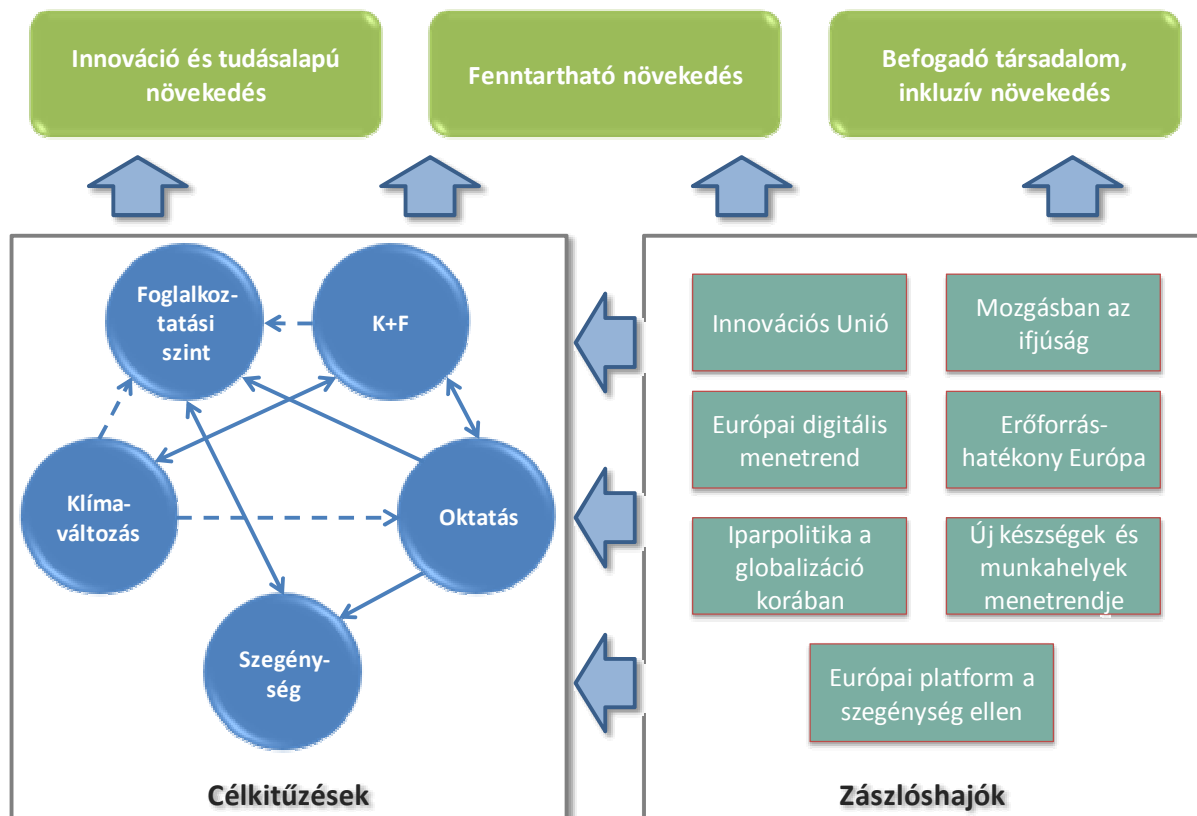 Innováció és tudásalapú
növekedés
Fenntartható növekedés
Befogadó társadalom,
inkluzív növekedés
Foglalkoz-
tatási
szint
K+F
Klíma-
változás
Oktatás
Szegény-
ség
Célkitűzések
Innovációs Unió
Mozgásban az
ifjúság
Európai digitális
menetrend
Erőforrás-
hatékony Európa
Iparpolitika a
globalizáció
korában
Új készségek és
munkahelyek
menetrendje
Európai platform a
szegénység ellen
Zászlóshajók